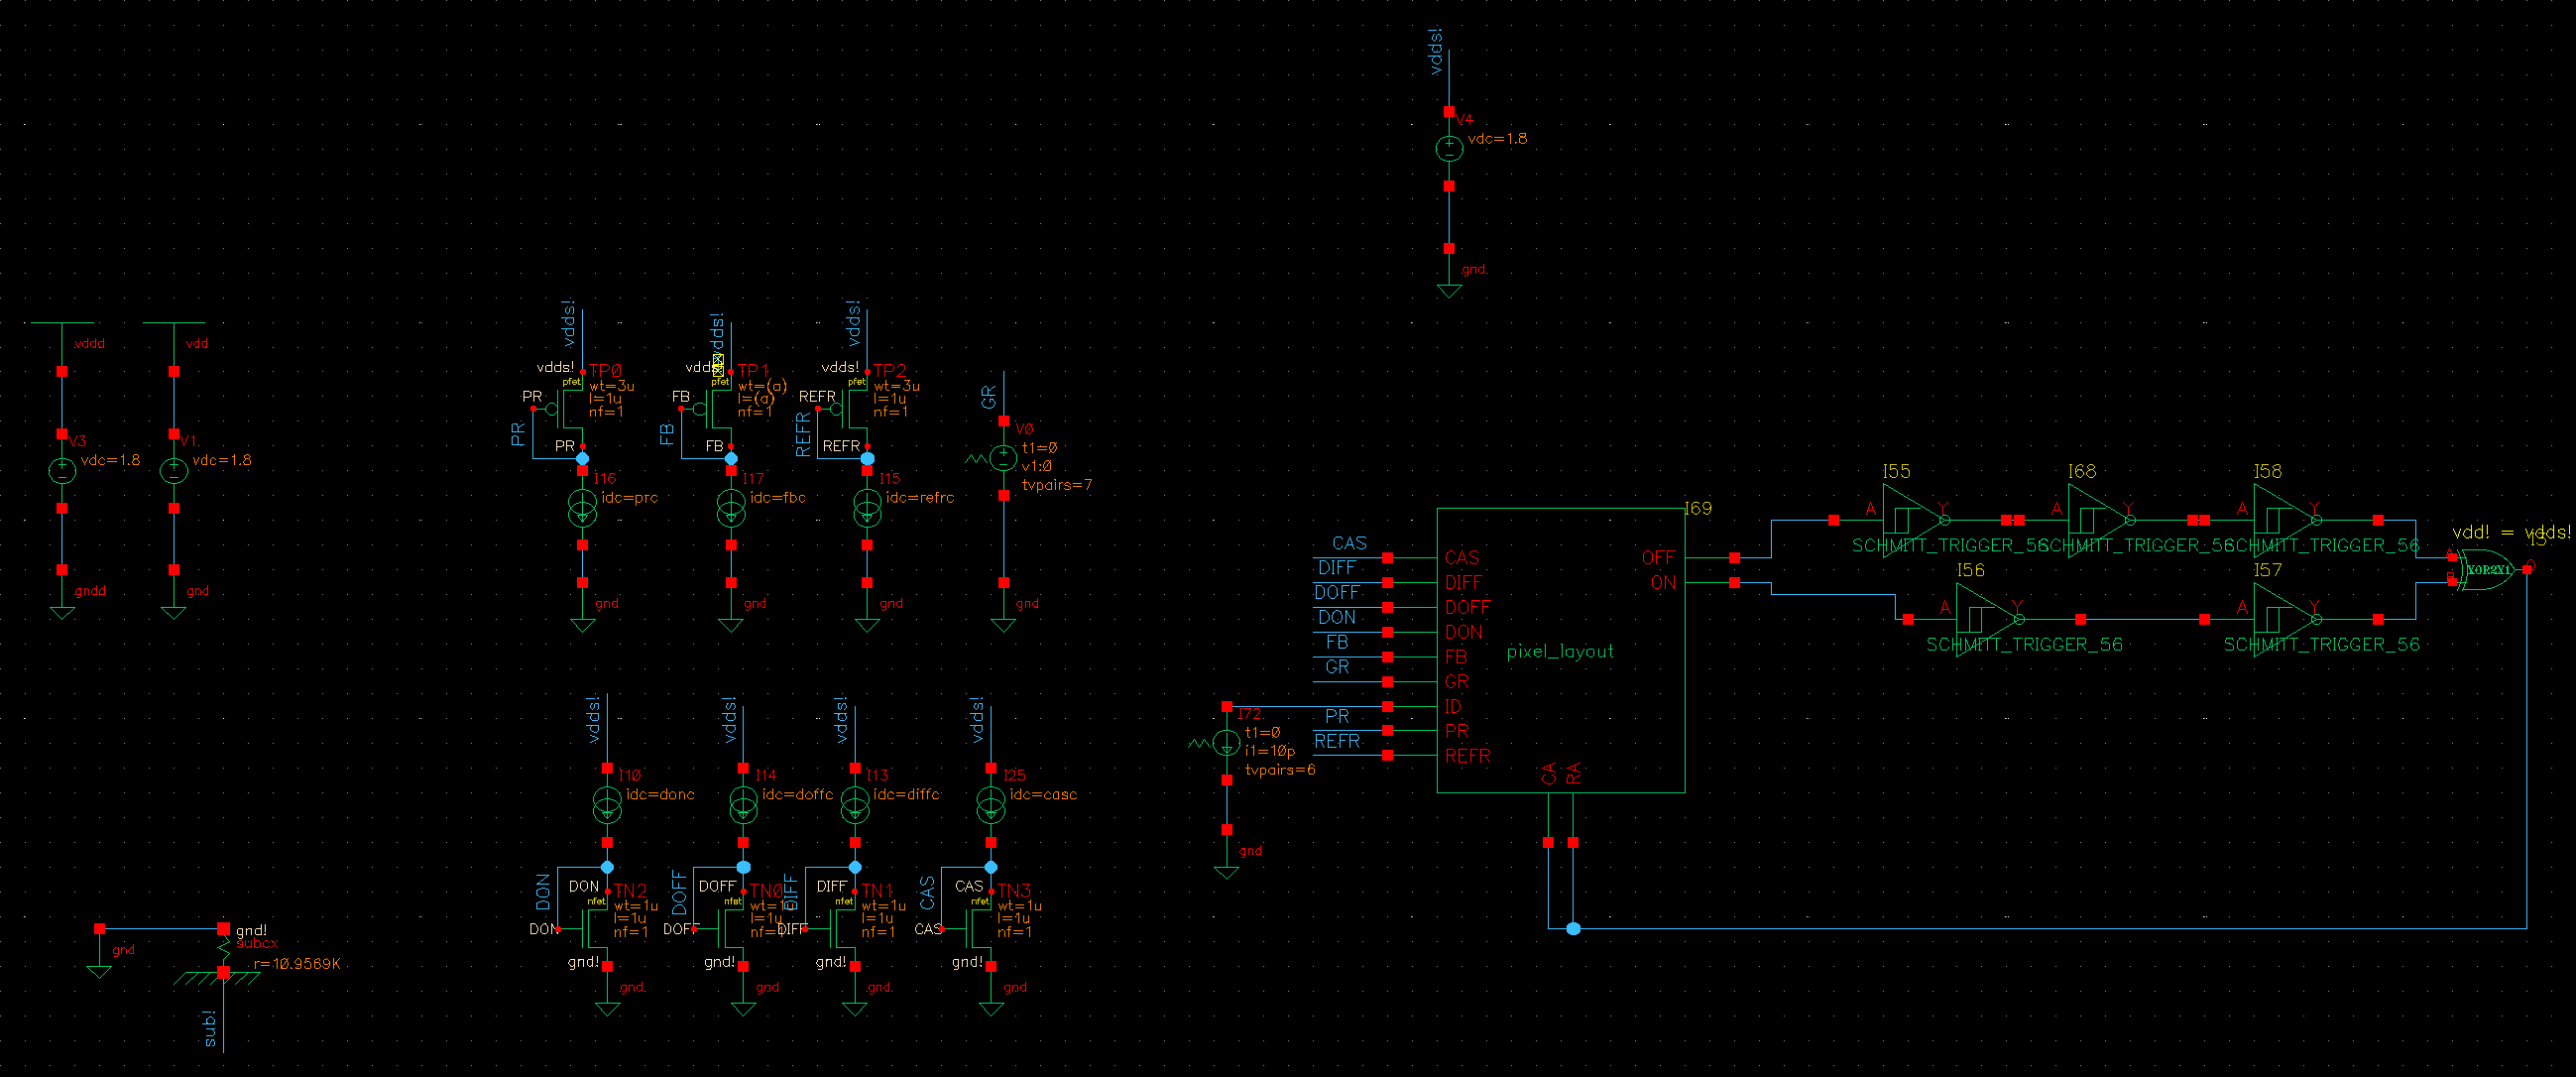 vdds!
V4
vdc=1.8
gnd
vddd
V3
vdc=1.8
gndd
vdd
V1
vdc=1.8
gnd
vdds!
vdds!
TP0
pfet
wt=3u
l=1u
nf=1
PR
PR
PR
I16
idc=prc
gnd
vdds!
TP1
pfet
wt=(a)
l=(a)
nf=1
FB
FB
FB
I17
idc=fbc
gnd
vdds!
vdds!
TP2
pfet
wt=3u
l=1u
nf=1
REFR
REFR
REFR
I15
idc=refrc
gnd
GR
V0
t1=0
v1:0
tvpairs=7
gnd
vdds!
I10
idc=donc
DON
DON
DON
TN2
nfet
wt=1u
l=1u
nf=1
gnd!
gnd
vdds!
I14
idc=doffc
DOFF
DOFF
TN0
nfet
gnd!
gnd
vdds!
I13
idc=diffc
DIFF
DIFF
DIFF
TN1
nfet
wt=1u
l=1u
nf=1
gnd!
gnd
vdds!
I25
idc=casc
CAS
CAS
CAS
TN3
nfet
wt=1u
l=1u
nf=1
gnd!
gnd
gnd
gnd!
subcx
r=10.9569K
sub!
I72
t1=0
i1=10p
tvpairs=6
gnd
CAS
DIFF
DOFF
DON
FB
GR
PR
REFR
I69
CAS
DIFF
DOFF
DON
FB
GR
ID
PR
REFR
pixel_layout
OFF
ON
CA
RA
I55
A
SCHMITT_TRIGGER_56
I68
A Y
SCHMITT_TRIGGER_56
I58
A Y
SCHMITT_TRIGGER_56
I56
A Y
SCHMITT_TRIGGER_56
I57
A Y
SCHMITT_TRIGGER_56
vdd! = vdds!
XOR2X1